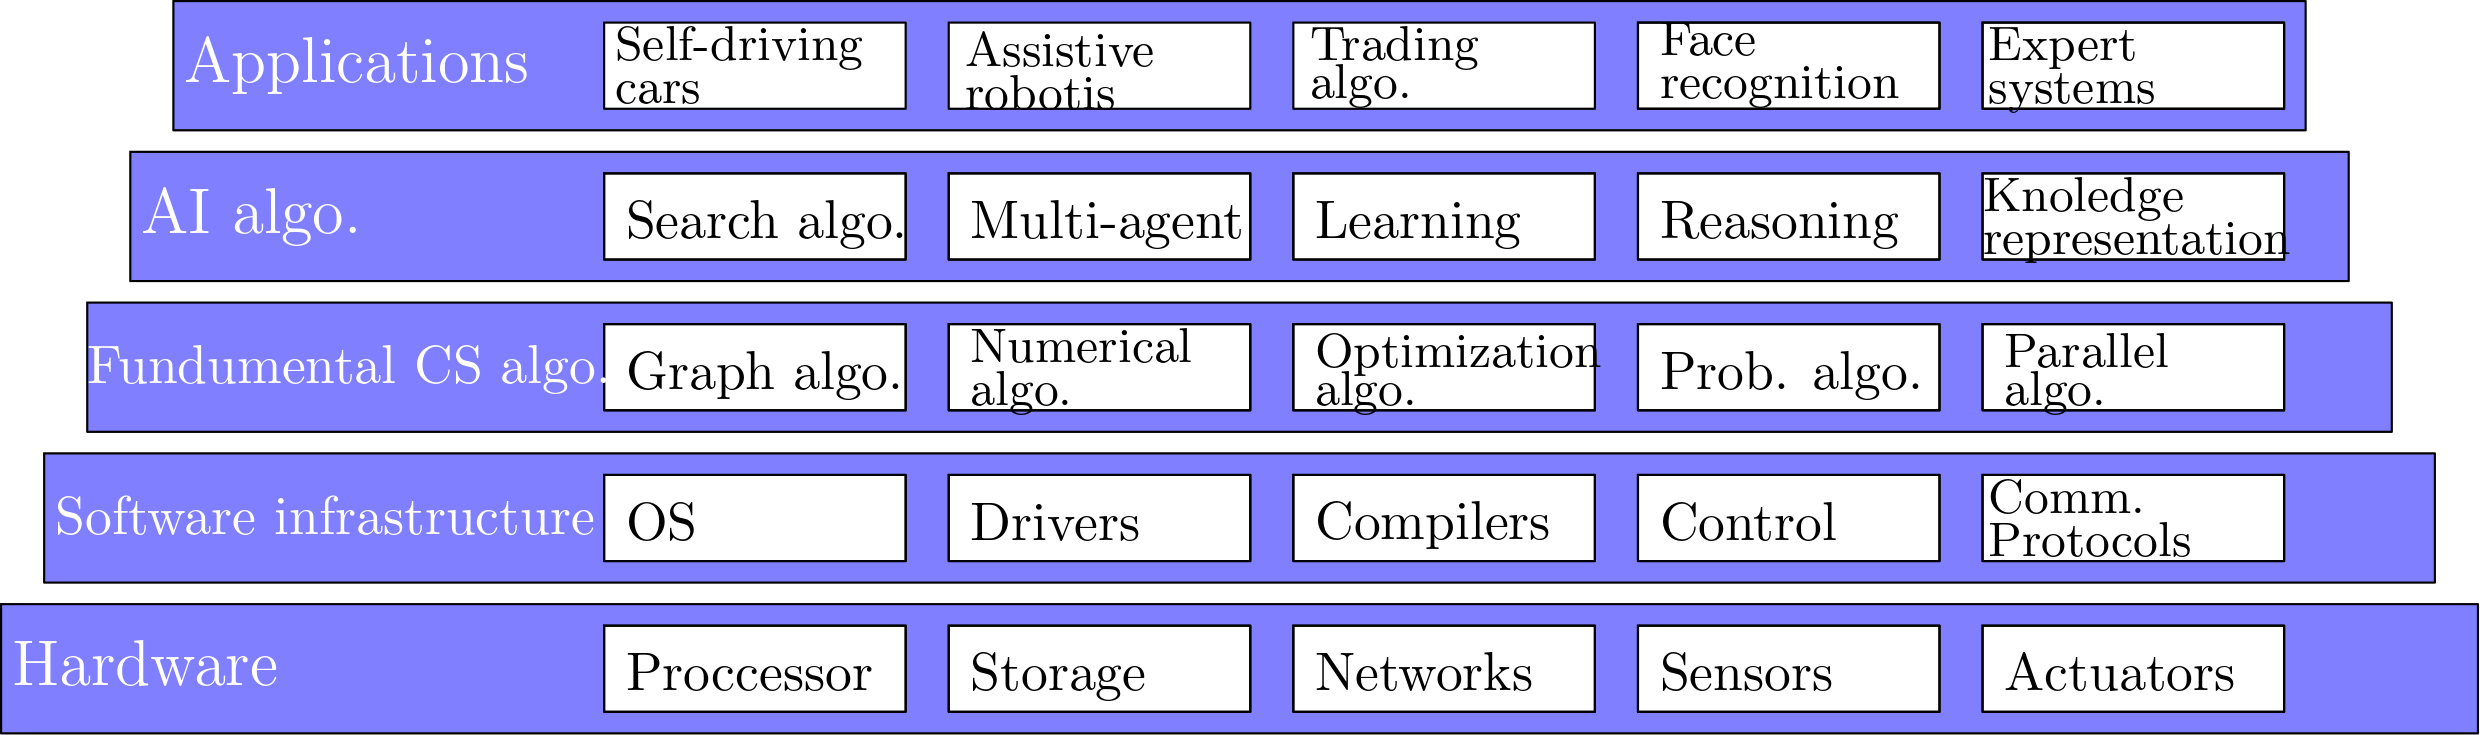 Applications
Self-driving
cars
Assistive
robotis
Trading
algo.
Face
recognition
Expert
systems
AI algo.
Search algo.
Multi-agent
Learning
Reasoning
Knoledge
representation
Fundumental CS algo.
Graph algo.
Numerical
algo.
Optimization
algo.
Prob. algo.
Parallel
algo.
Software infrastructure
OS
Drivers
Compilers
Control
Comm.
Protocols
Hardware
Proccessor
Storage
Networks
Sensors
Actuators